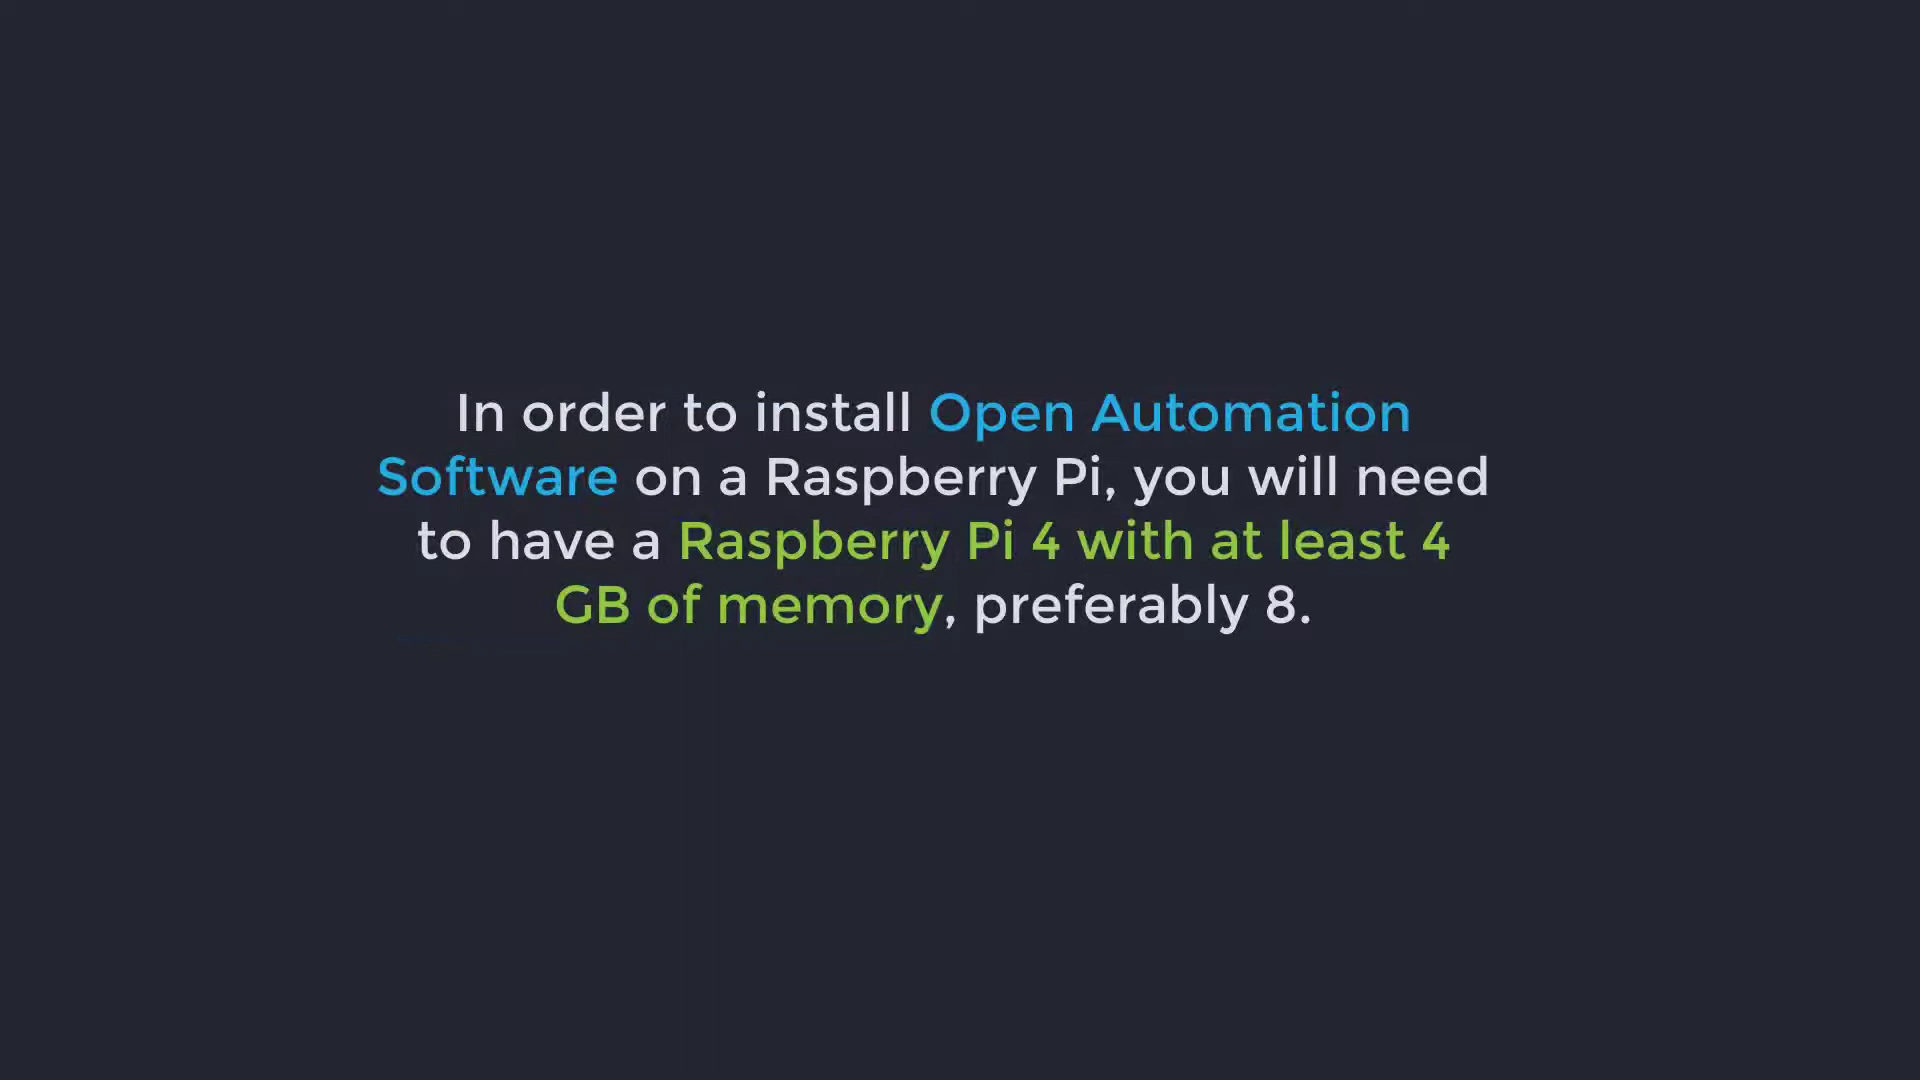 In order to install Open Automation
Software on a Raspberry Pi, you will need
to have a Raspberry Pi 4 with at least 4
GB of memory, preferably 8.